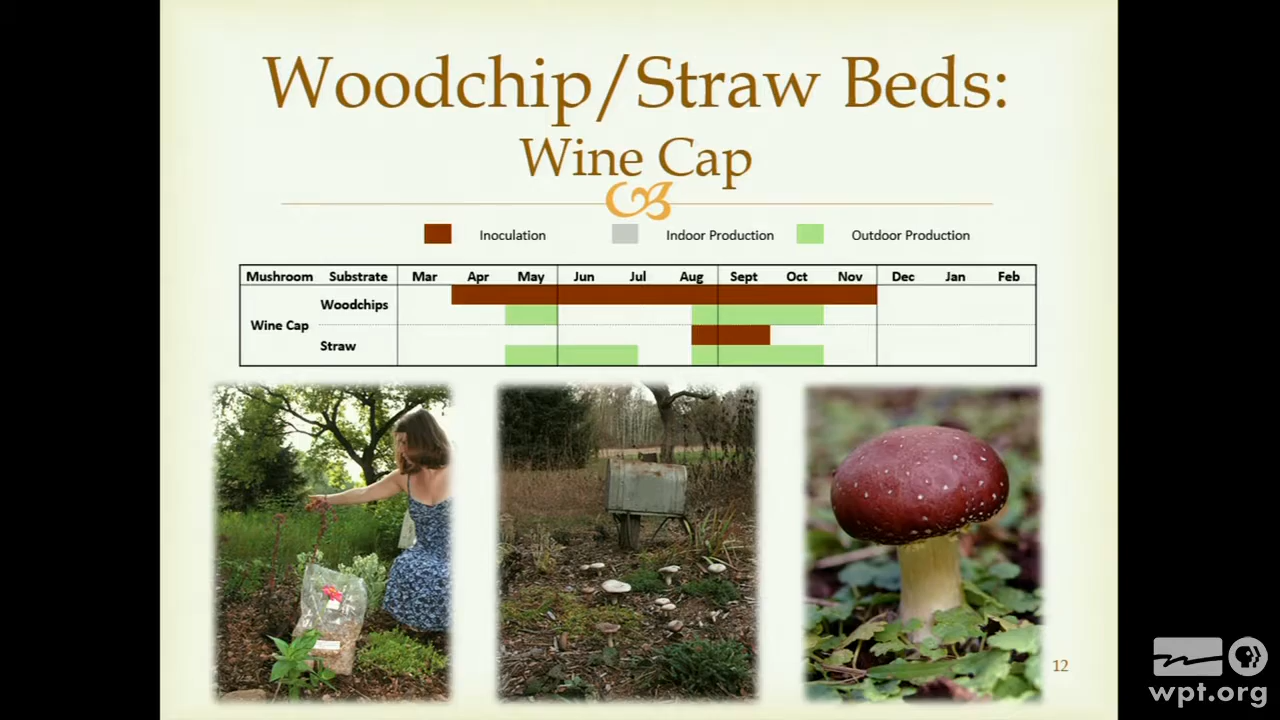 Woodchip/Straw Beds:
Wine Cap
Inoculation Indoor Production Outdoor Production
Mushroom Substrate Mar Apr May Jun Jul Aug Sept Oct Nov Dec Jan Feb
Woodchips
Wine Cap
Straw
12
wpt.org